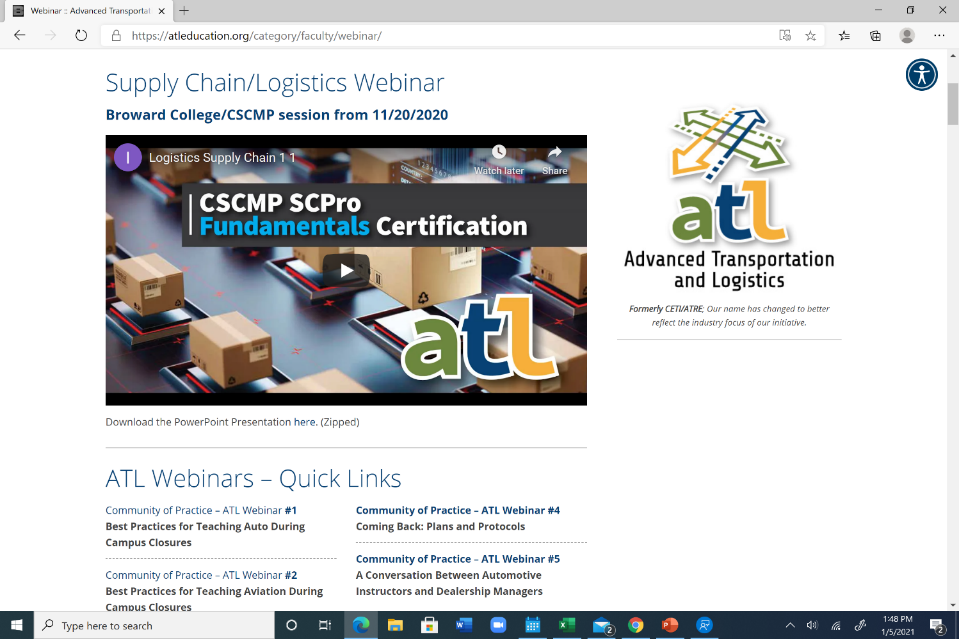 Webinar :: Advanced Transportat
https://atleducation.org/category/faculty/webinar/
Supply Chain/Logistics Webinar
Broward College/CSCMP session from 11/20/2020
I
Logistics Supply Chain 1 1
Watch later
Share
CSCMP SCPro
Fundamentals Certification
atl
Download the PowerPoint Presentation here. (Zipped)
atl
Advanced Transportation
and Logistics
Formerly CETI/ATRE; Our name has changed to better
reflect the industry focus of our initiative.
ATL Webinars – Quick Links
Community of Practice – ATL Webinar #1
Best Practices for Teaching Auto During
Campus Closures
Community of Practice – ATL Webinar #2
Best Practices for Teaching Aviation During
Campus Closures
Community of Practice – ATL Webinar #4
Coming Back: Plans and Protocols
Community of Practice – ATL Webinar #5
A Conversation Between Automotive
Instructors and Dealership Managers
Type here to search
2
1:48 PM
1/5/2021
2